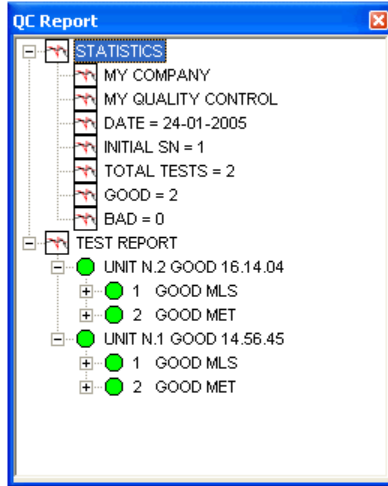 QC Report
STATISTICS
MY COMPANY
MY QUALITY CONTROL
DATE = 24-01-2005
INITIAL SN = 1
TOTAL TESTS = 2
GOOD = 2
BAD = 0
TEST REPORT
UNIT N.2 GOOD 16.14.04
1 GOOD MLS
2 GOOD MET
UNIT N.1 GOOD 14.56.45
1 GOOD MLS
2 GOOD MET